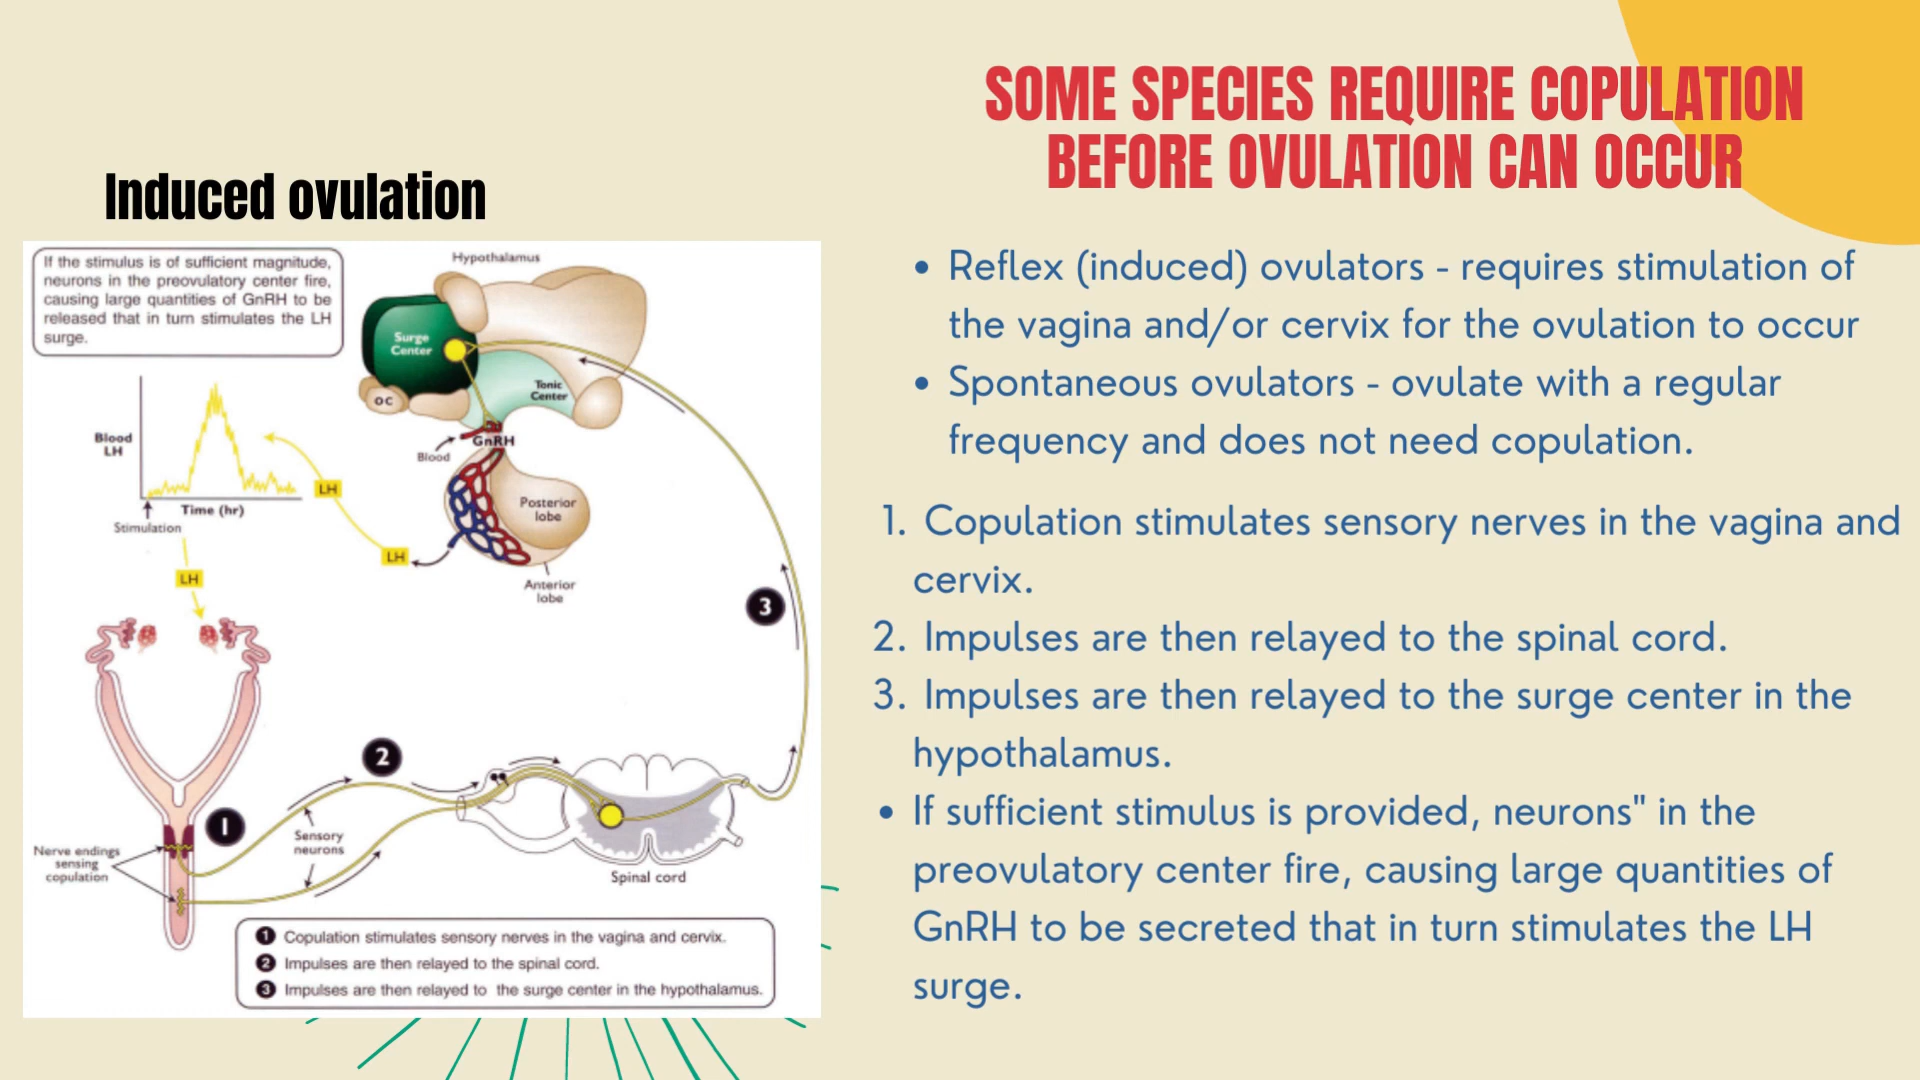 SOME SPECIES REQUIRE COPULATION
BEFORE OVULATION CAN OCCUR
Induced ovulation
If the stimulus is of sufficient magnitude,
neurons in the preovulatory center fire,
causing large quantities of GnRH to be
released that in turn stimulates the LH
surge.
Hypothalamus
Surge
Center
Tonic
Center
OC
GnRH
Blood
Blood
LH
LH
Time (hr)
Stimulation
Posterior
lobe
LH
Anterior
lobe
LH
3
2
1
Sensory
neurons
Nerve endings
sensing
copulation
Spinal cord
1 Copulation stimulates sensory nerves in the vagina and cervix.
2 Impulses are then relayed to the spinal cord.
3 Impulses are then relayed to the surge center in the hypothalamus.
• Reflex (induced) ovulators - requires stimulation of
the vagina and/or cervix for the ovulation to occur
• Spontaneous ovulators - ovulate with a regular
frequency and does not need copulation.
1. Copulation stimulates sensory nerves in the vagina and
cervix.
2. Impulses are then relayed to the spinal cord.
3. Impulses are then relayed to the surge center in the
hypothalamus.
• If sufficient stimulus is provided, neurons" in the
preovulatory center fire, causing large quantities of
GnRH to be secreted that in turn stimulates the LH
surge.